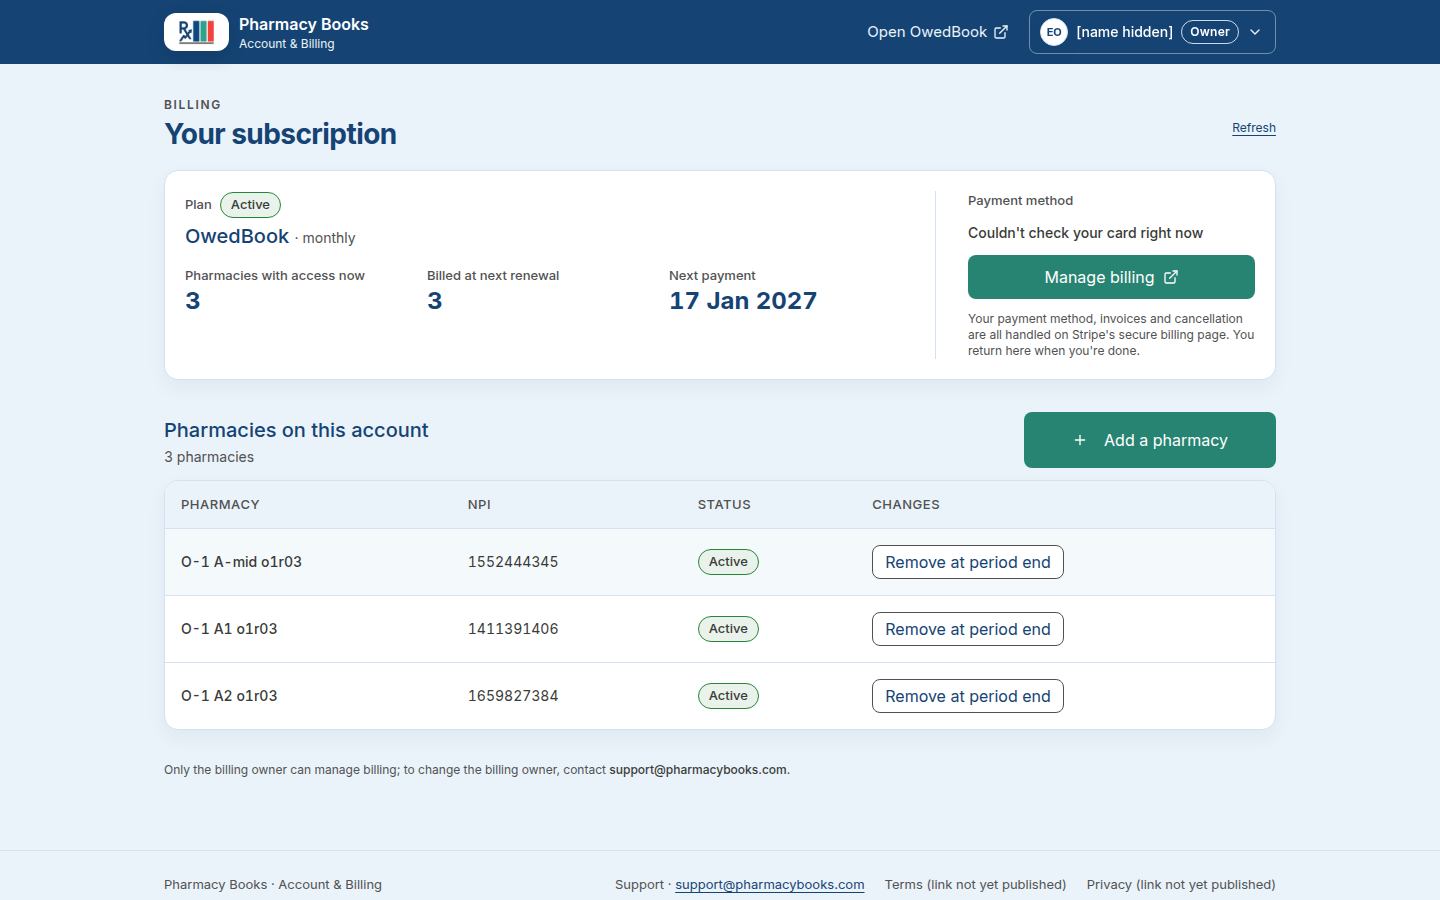 Rx
Pharmacy Books
Account & Billing
Open OwedBook
EO [name hidden] Owner
BILLING
Your subscription
Refresh
Plan Active
OwedBook · monthly
Pharmacies with access now
3
Billed at next renewal
3
Next payment
17 Jan 2027
Payment method
Couldn't check your card right now
Manage billing
Your payment method, invoices and cancellation
are all handled on Stripe's secure billing page. You
return here when you're done.
Pharmacies on this account
3 pharmacies
+ Add a pharmacy
PHARMACY NPI STATUS CHANGES
O-1 A-mid o1r03 1552444345 Active Remove at period end
O-1 A1 o1r03 1411391406 Active Remove at period end
O-1 A2 o1r03 1659827384 Active Remove at period end
Only the billing owner can manage billing; to change the billing owner, contact support@pharmacybooks.com.
Pharmacy Books · Account & Billing
Support · support@pharmacybooks.com Terms (link not yet published) Privacy (link not yet published)